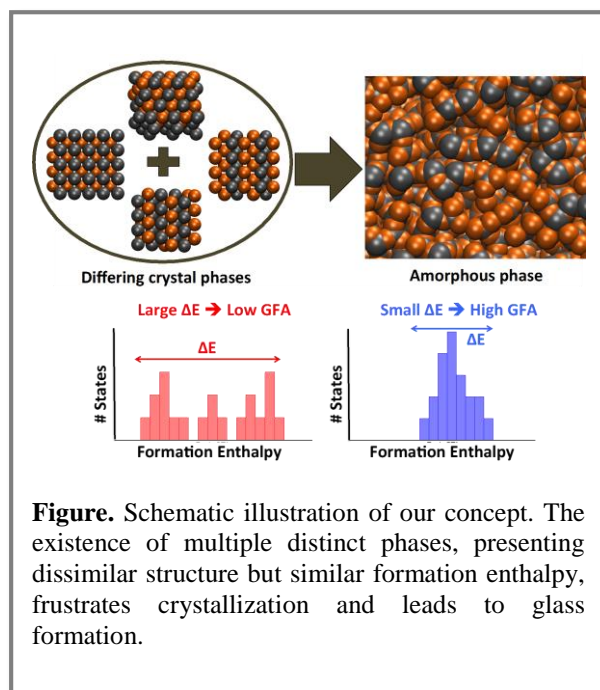 Differing crystal phases
Amorphous phase
Large ΔE ➔ Low GFA
ΔE
# States
Formation Enthalpy
Small ΔE ➔ High GFA
ΔE
# States
Formation Enthalpy
Figure. Schematic illustration of our concept. The
existence of multiple distinct phases, presenting
dissimilar structure but similar formation enthalpy,
frustrates crystallization and leads to glass
formation.